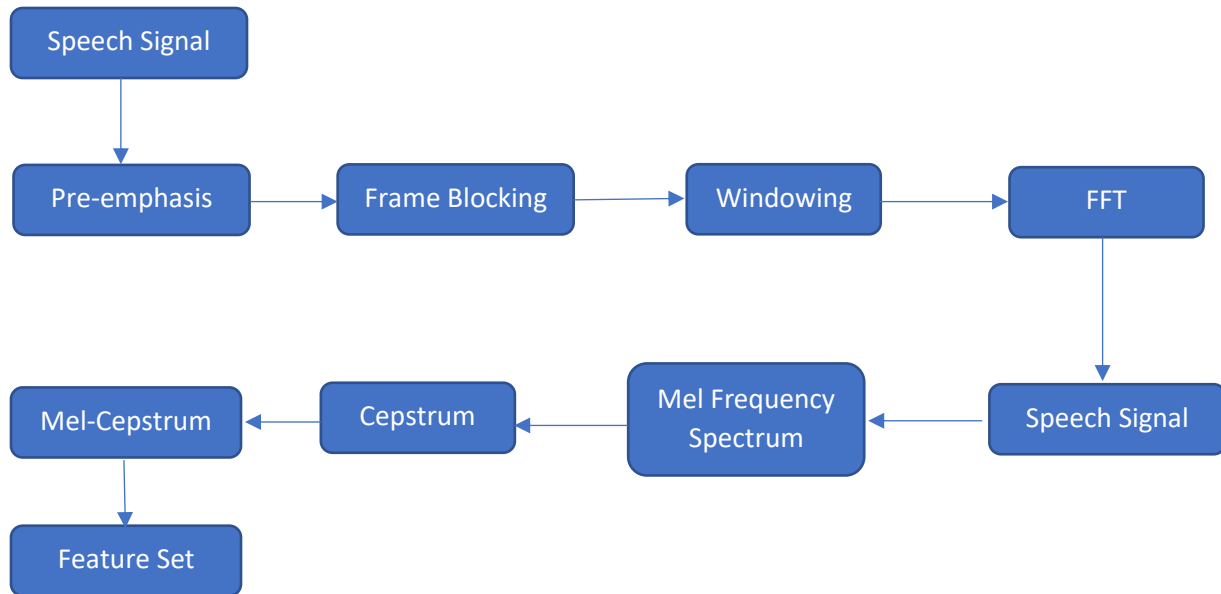 Speech Signal
Pre-emphasis
Frame Blocking
Windowing
FFT
Speech Signal
Mel Frequency
Spectrum
Cepstrum
Mel-Cepstrum
Feature Set